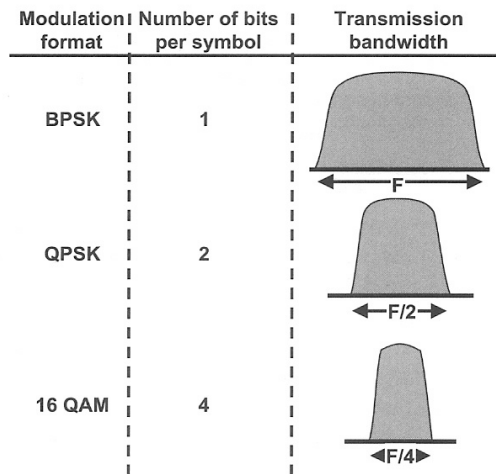 Modulation format Number of bits per symbol Transmission bandwidth
BPSK 1
F
QPSK 2
F/2
16 QAM 4
F/4